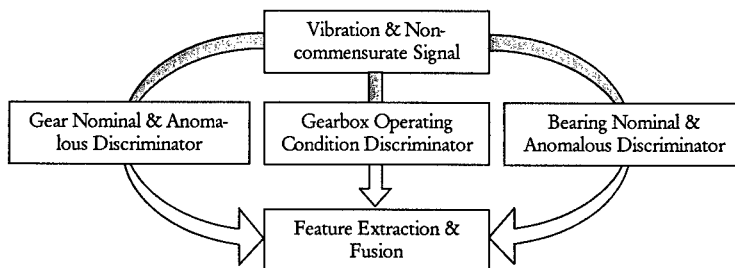 Vibration & Non-
commensurate Signal
Gear Nominal & Anoma-
lous Discriminator
Gearbox Operating
Condition Discriminator
Bearing Nominal &
Anomalous Discriminator
Feature Extraction &
Fusion